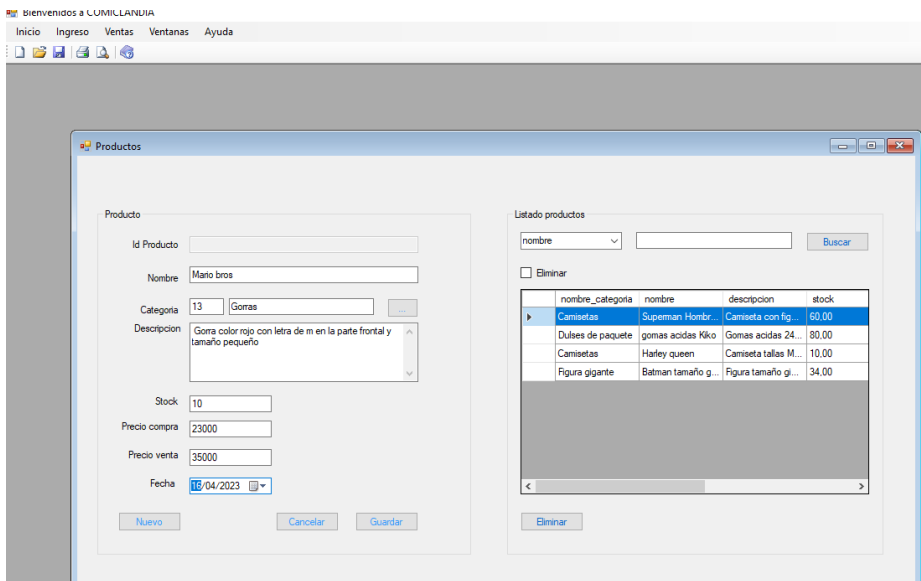 Bienvenidos a COMICLANDIA
Inicio Ingreso Ventas Ventanas Ayuda
Productos
Producto
Id Producto
Nombre Mario bros
Categoria 13 Gorras ...
Descripcion Gorra color rojo con letra de m en la parte frontal y
tamaño pequeño
Stock 10
Precio compra 23000
Precio venta 35000
Fecha 16/04/2023
Nuevo Cancelar Guardar
Listado productos
nombre Buscar
Eliminar
nombre_categoria nombre descripcion stock
Camisetas Superman Hombr... Camiseta con fig... 60,00
Dulses de paquete gomas acidas Kiko Gomas acidas 24... 80,00
Camisetas Harley queen Camiseta tallas M... 10,00
Figura gigante Batman tamaño g... Figura tamaño gi... 34,00
Eliminar